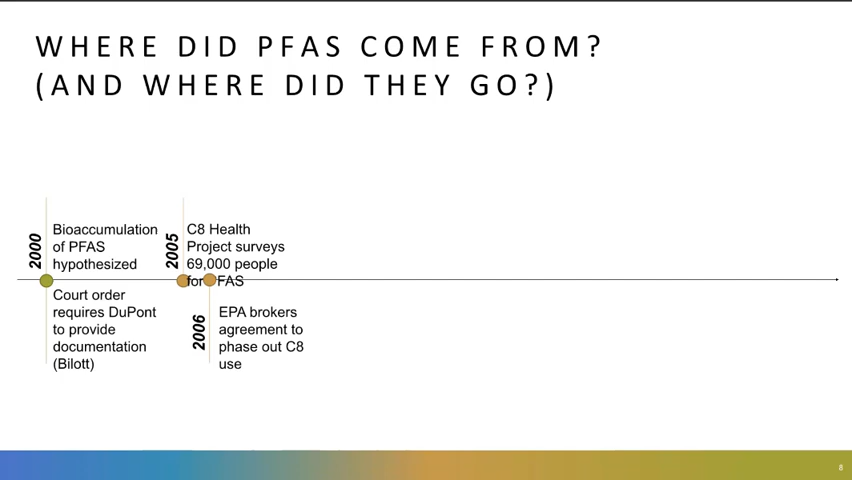 WHERE DID PFAS COME FROM?
(AND WHERE DID THEY GO?)
2000
Bioaccumulation
of PFAS
hypothesized
Court order
requires DuPont
to provide
documentation
(Bilott)
2005
C8 Health
Project surveys
69,000 people
for FAS
2006
EPA brokers
agreement to
phase out C8
use
8